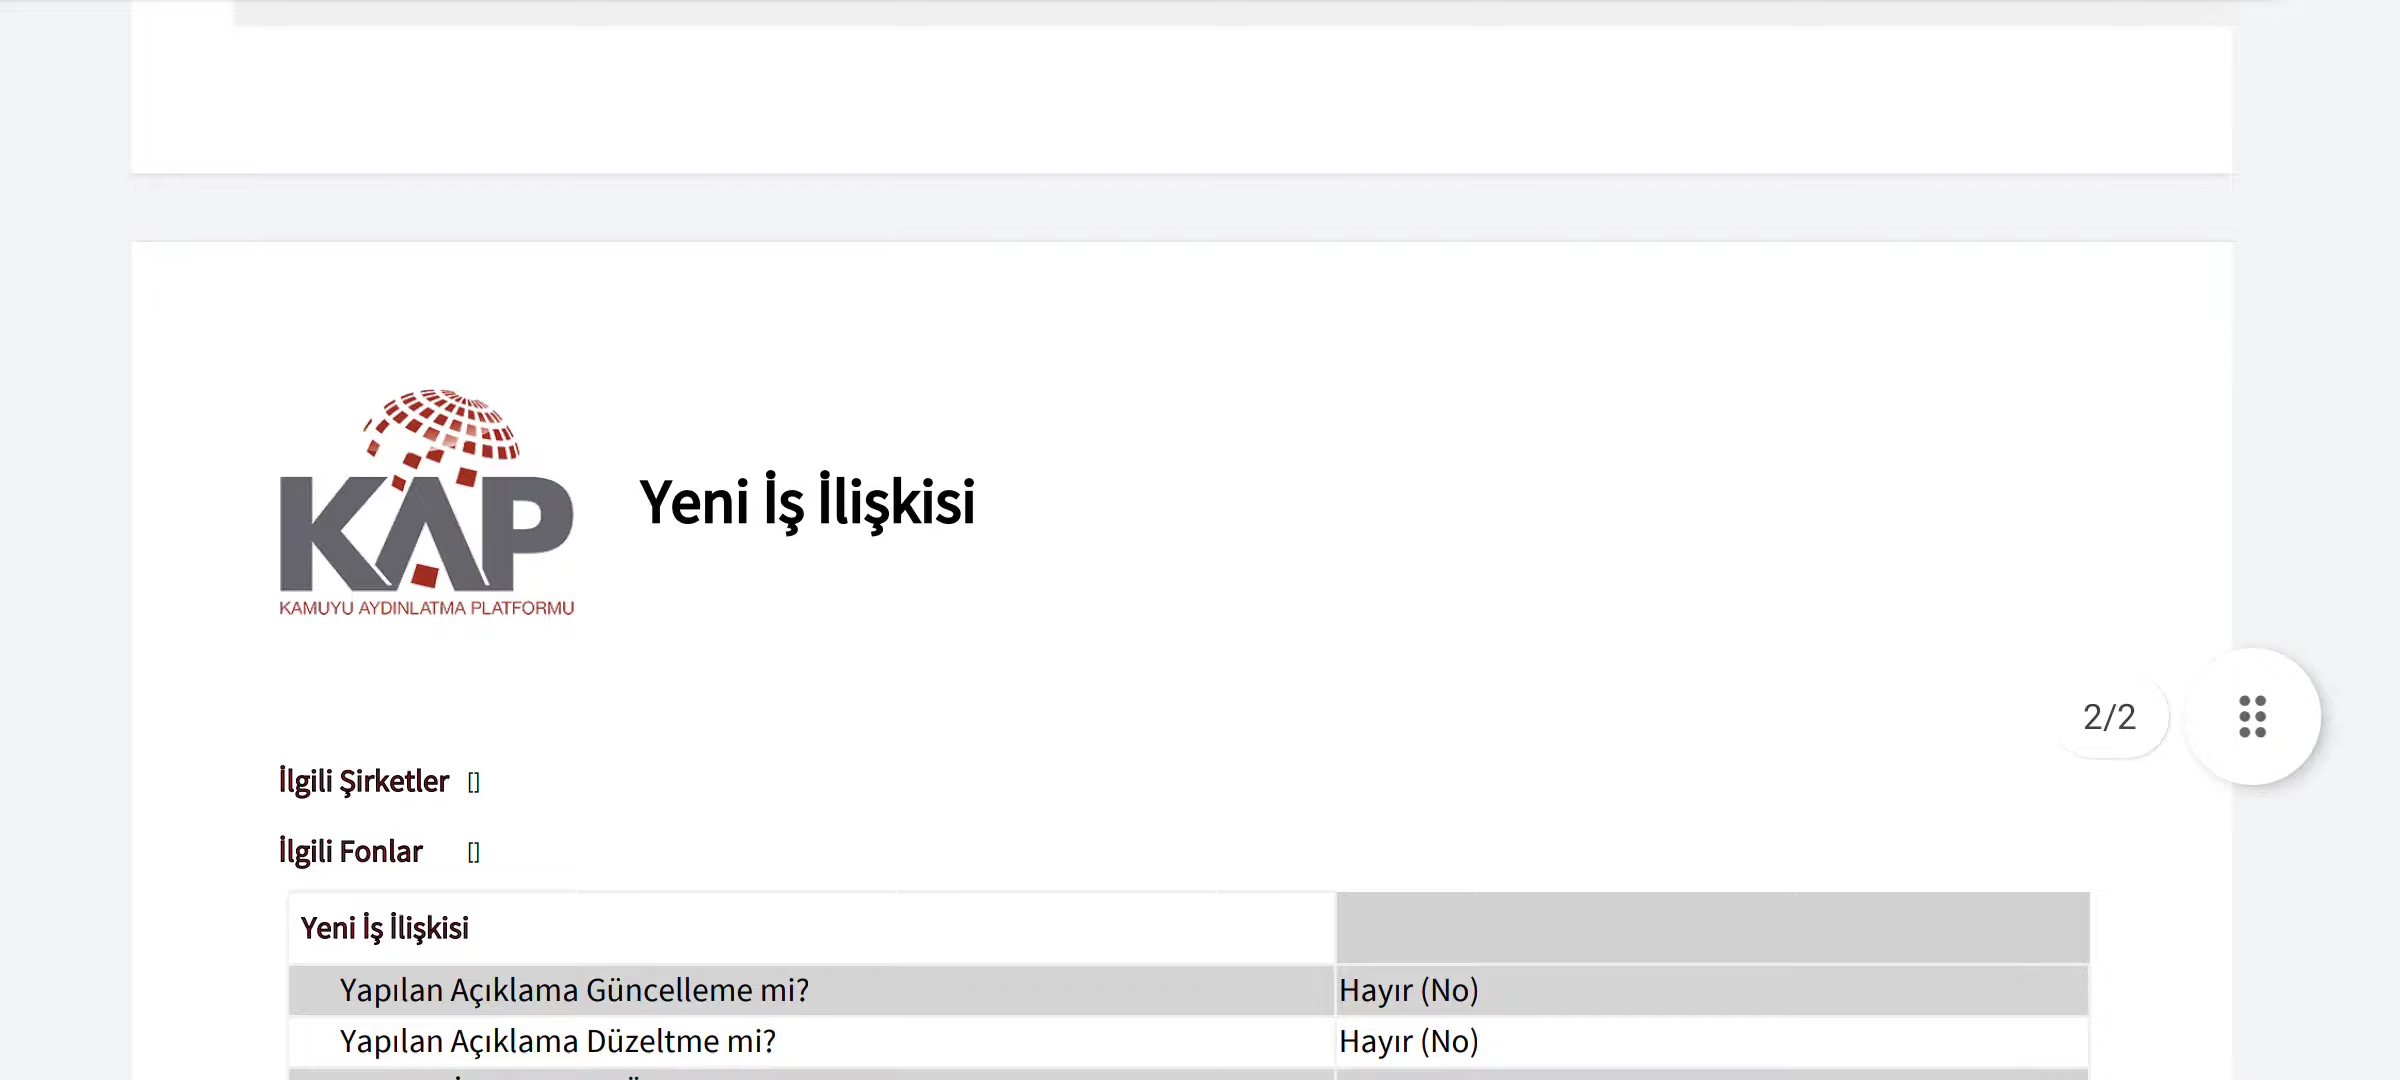 KAP
Yeni İş İlişkisi
KAMUYU AYDINLATMA PLATFORMU
2/2
İlgili Şirketler []
İlgili Fonlar []
Yeni İş İlişkisi
Yapılan Açıklama Güncelleme mi? Hayır (No)
Yapılan Açıklama Düzeltme mi? Hayır (No)